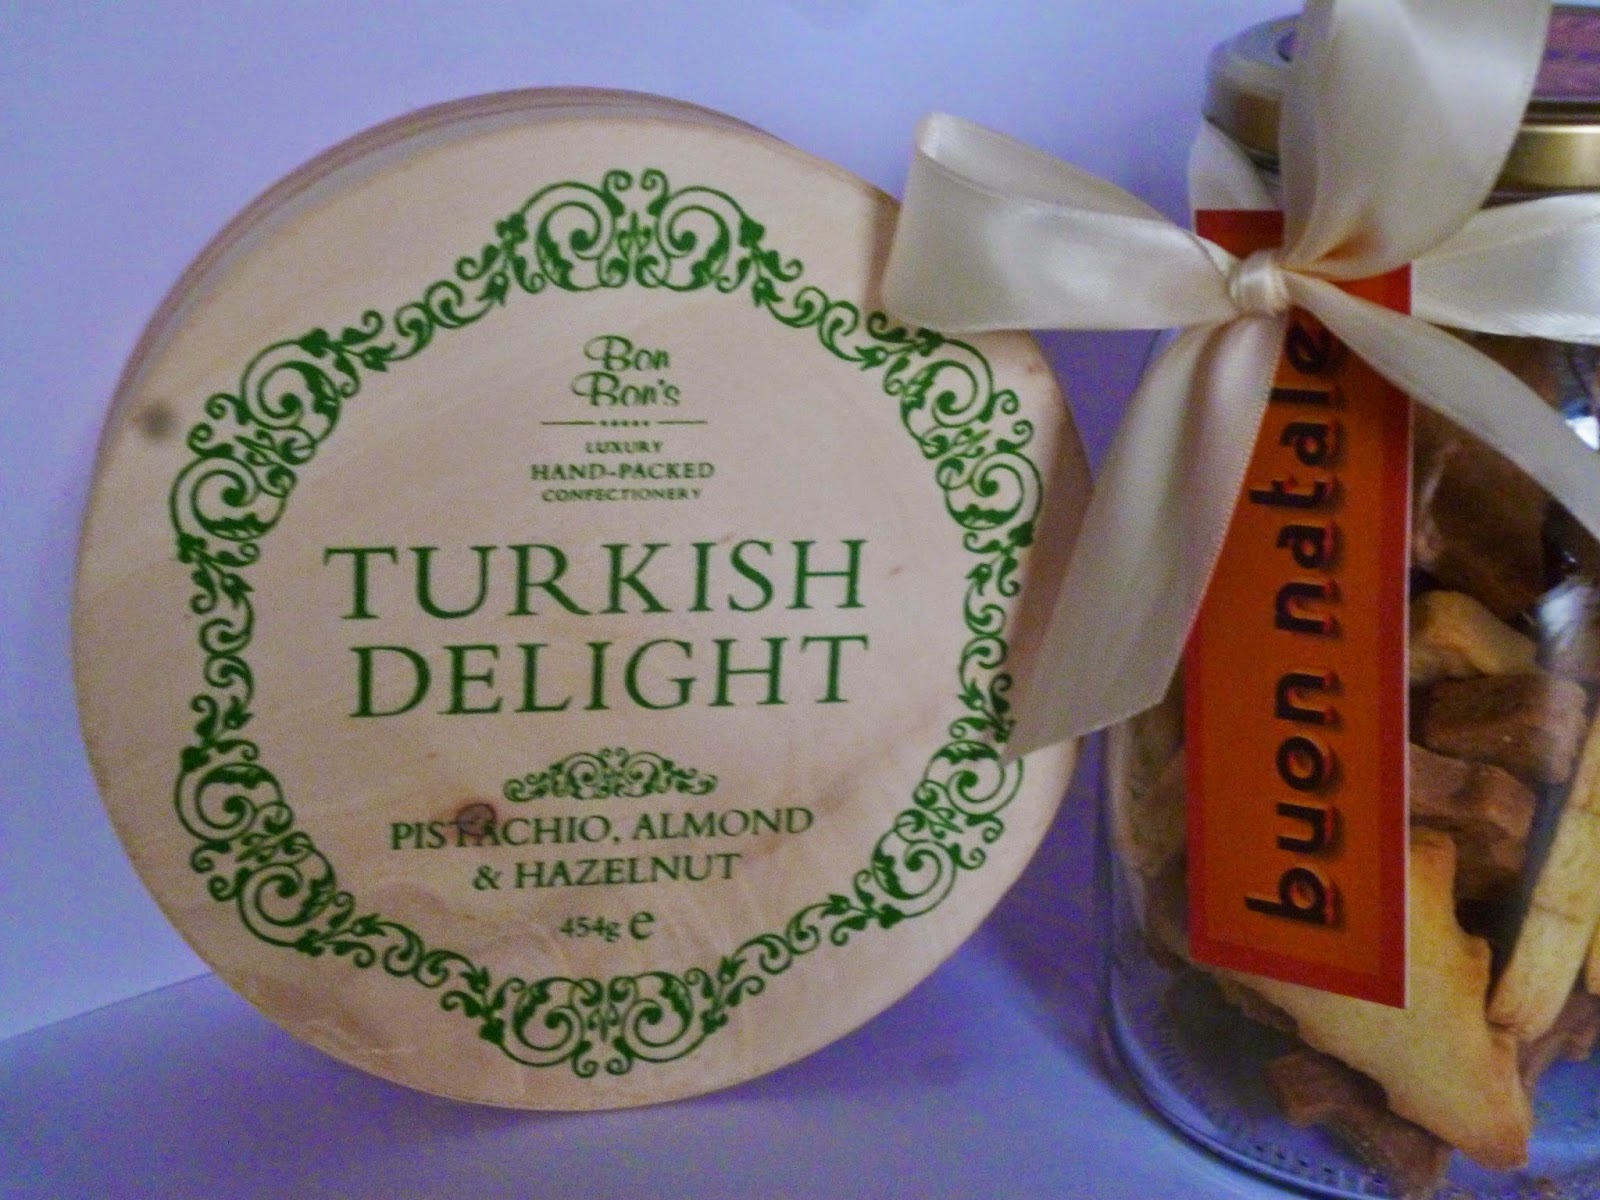 Bon
Bon's
LUXURY
HAND-PACKED
CONFECTIONERY
TURKISH
DELIGHT
PISTACHIO, ALMOND
& HAZELNUT
454g e
buon natale